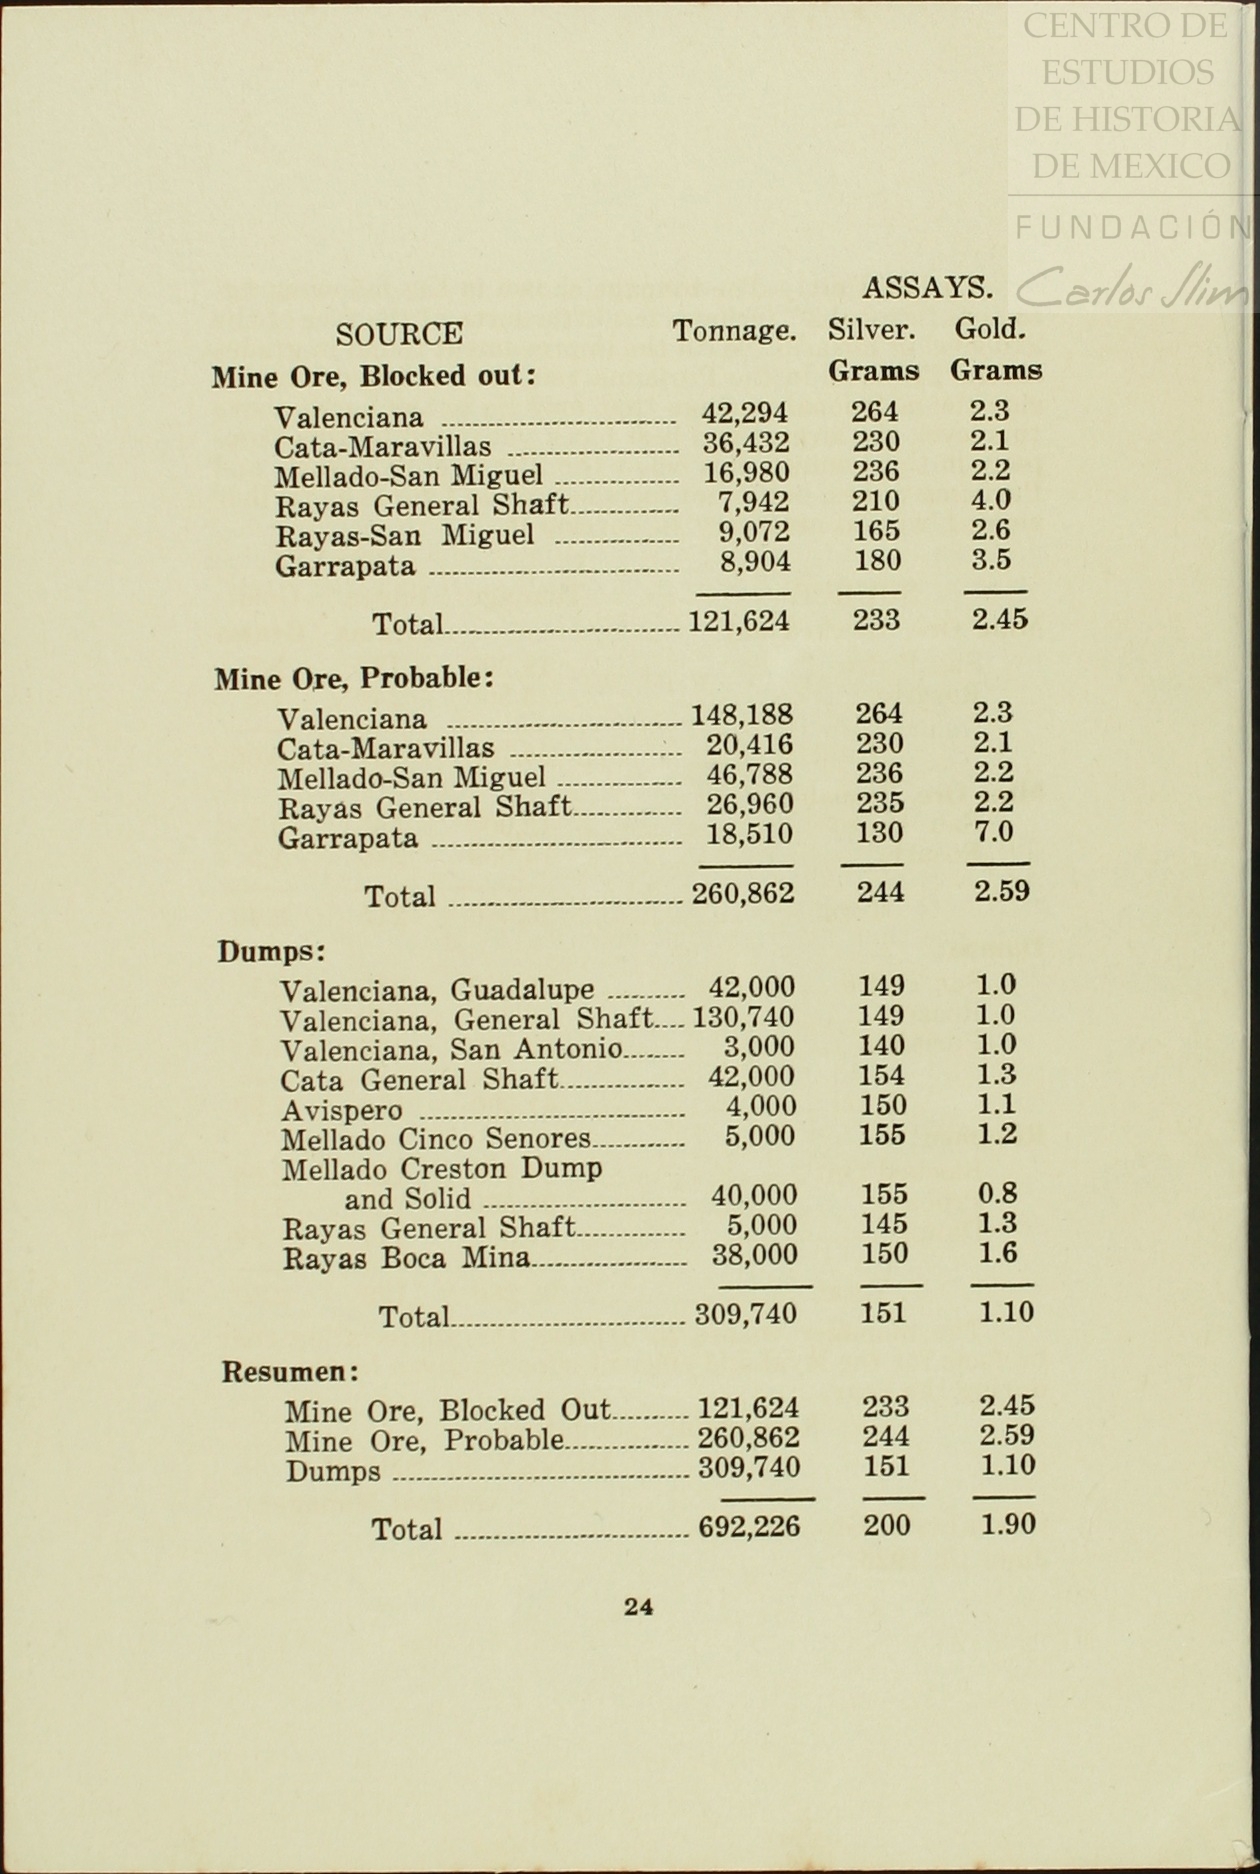 CENTRO DE
ESTUDIOS
DE HISTORIA
DE MEXICO
FUNDACIÓN
Carlos Slim
ASSAYS.
SOURCE Tonnage. Silver. Gold.
Mine Ore, Blocked out: Grams Grams
Valenciana 42,294 264 2.3
Cata-Maravillas 36,432 230 2.1
Mellado-San Miguel 16,980 236 2.2
Rayas General Shaft 7,942 210 4.0
Rayas-San Miguel 9,072 165 2.6
Garrapata 8,904 180 3.5
Total 121,624 233 2.45
Mine Ore, Probable:
Valenciana 148,188 264 2.3
Cata-Maravillas 20,416 230 2.1
Mellado-San Miguel 46,788 236 2.2
Rayas General Shaft 26,960 235 2.2
Garrapata 18,510 130 7.0
Total 260,862 244 2.59
Dumps:
Valenciana, Guadalupe 42,000 149 1.0
Valenciana, General Shaft 130,740 149 1.0
Valenciana, San Antonio 3,000 140 1.0
Cata General Shaft 42,000 154 1.3
Avispero 4,000 150 1.1
Mellado Cinco Senores 5,000 155 1.2
Mellado Creston Dump
and Solid 40,000 155 0.8
Rayas General Shaft 5,000 145 1.3
Rayas Boca Mina 38,000 150 1.6
Total 309,740 151 1.10
Resumen:
Mine Ore, Blocked Out 121,624 233 2.45
Mine Ore, Probable 260,862 244 2.59
Dumps 309,740 151 1.10
Total 692,226 200 1.90
24